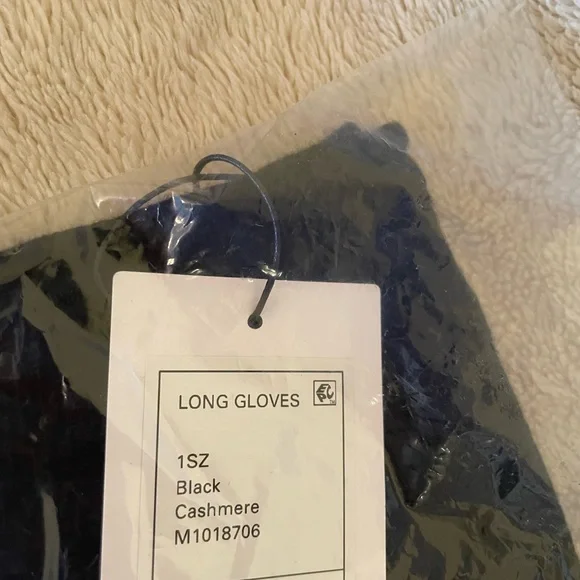 LONG GLOVES
1SZ
Black
Cashmere
M1018706